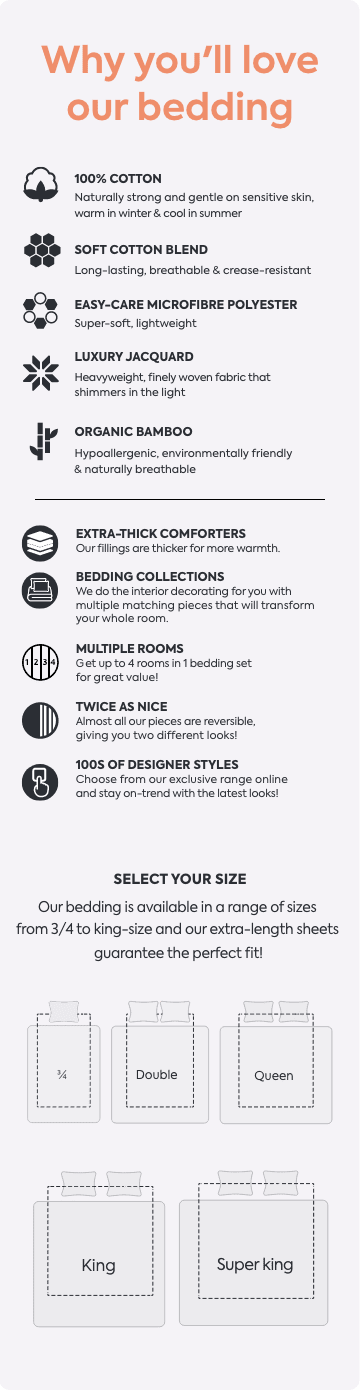 Why you'll love
our bedding
100% COTTON
Naturally strong and gentle on sensitive skin,
warm in winter & cool in summer
SOFT COTTON BLEND
Long-lasting, breathable & crease-resistant
EASY-CARE MICROFIBRE POLYESTER
Super-soft, lightweight
LUXURY JACQUARD
Heavyweight, finely woven fabric that
shimmers in the light
ORGANIC BAMBOO
Hypoallergenic, environmentally friendly
& naturally breathable
EXTRA-THICK COMFORTERS
Our fillings are thicker for more warmth.
BEDDING COLLECTIONS
We do the interior decorating for you with
multiple matching pieces that will transform
your whole room.
1 2 3 4
MULTIPLE ROOMS
Get up to 4 rooms in 1 bedding set
for great value!
TWICE AS NICE
Almost all our pieces are reversible,
giving you two different looks!
100S OF DESIGNER STYLES
Choose from our exclusive range online
and stay on-trend with the latest looks!
SELECT YOUR SIZE
Our bedding is available in a range of sizes
from 3/4 to king-size and our extra-length sheets
guarantee the perfect fit!
¾
Double
Queen
King
Super king